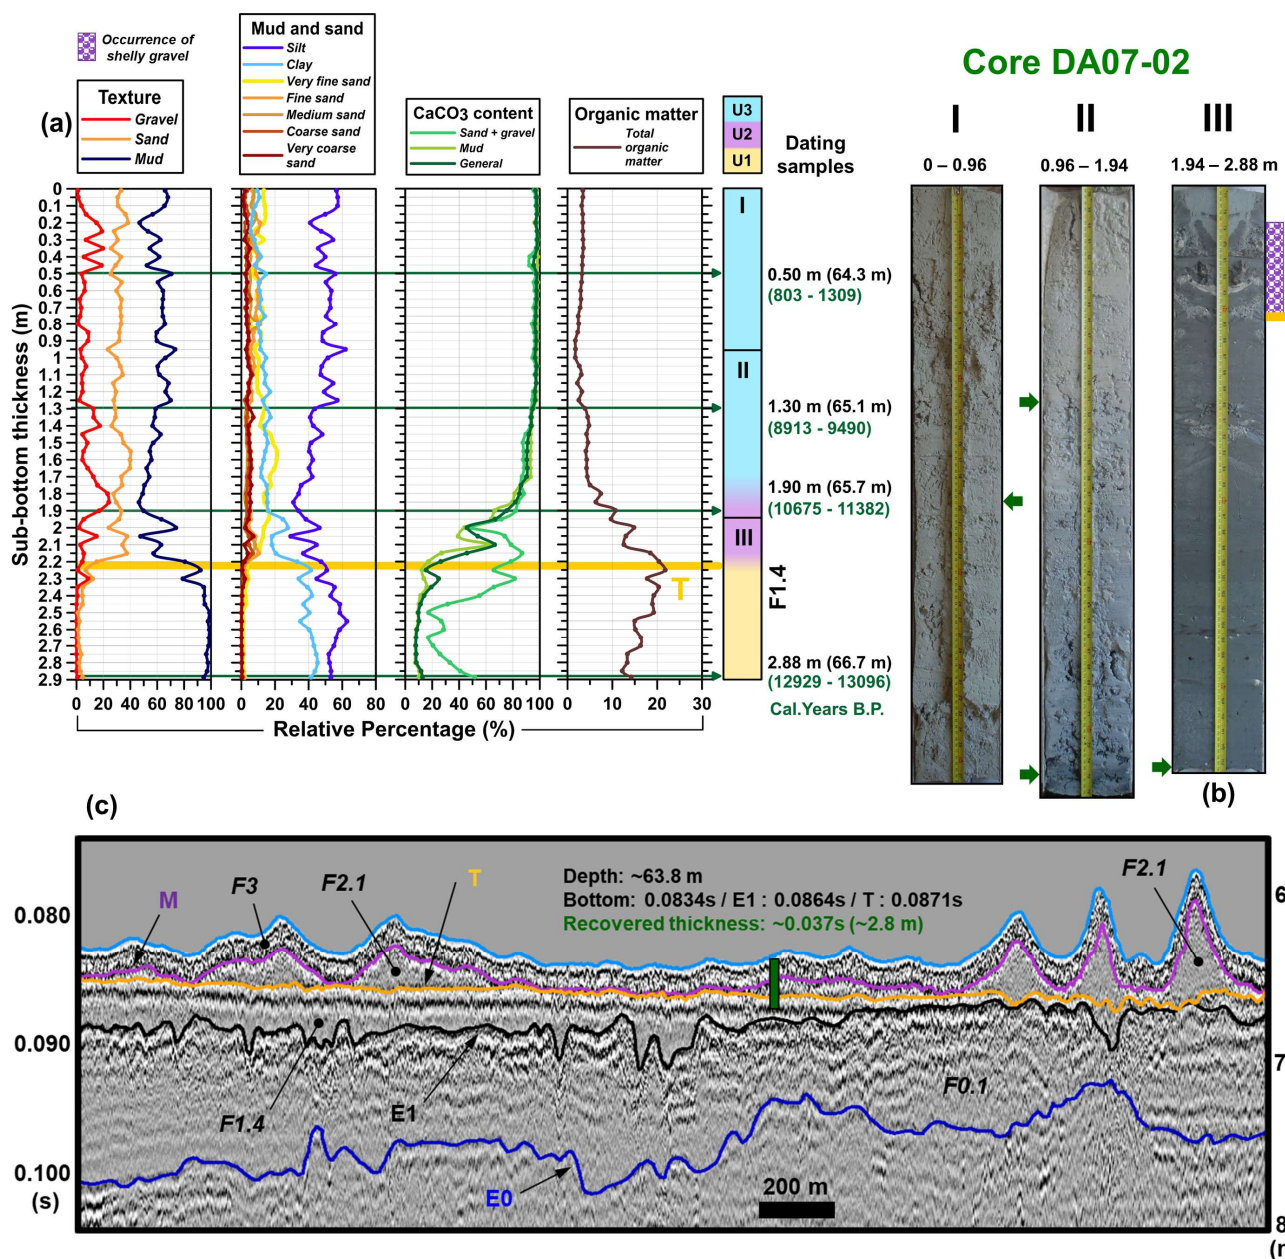 Occurrence of
shelly gravel
(a)
Texture
Gravel
Sand
Mud
Mud and sand
Silt
Clay
Very fine sand
Fine sand
Medium sand
Coarse sand
Very coarse
sand
CaCO3 content
Sand + gravel
Mud
General
Organic matter
Total
organic
matter
U3
U2
U1
Dating
samples
Core DA07-02
I II III
0 – 0.96 0.96 – 1.94 1.94 – 2.88 m
Sub-bottom thickness (m)
0
0.1
0.2
0.3
0.4
0.5
0.6
0.7
0.8
0.9
1
1.1
1.2
1.3
1.4
1.5
1.6
1.7
1.8
1.9
2
2.1
2.2
2.3
2.4
2.5
2.6
2.7
2.8
2.9
I
II
III
T
F1.4
0.50 m (64.3 m)
(803 - 1309)
1.30 m (65.1 m)
(8913 - 9490)
1.90 m (65.7 m)
(10675 - 11382)
2.88 m (66.7 m)
(12929 - 13096)
Cal.Years B.P.
0 20 40 60 80 100 0 20 40 60 80 0 20 40 60 80 100 0 10 20 30
Relative Percentage (%)
(b)
(c)
M
F3
F2.1
T
Depth: ~63.8 m
Bottom: 0.0834s / E1 : 0.0864s / T : 0.0871s
Recovered thickness: ~0.037s (~2.8 m)
F2.1
0.080
0.090
0.100
(s)
F1.4
E1
E0
F0.1
200 m
6
7
8